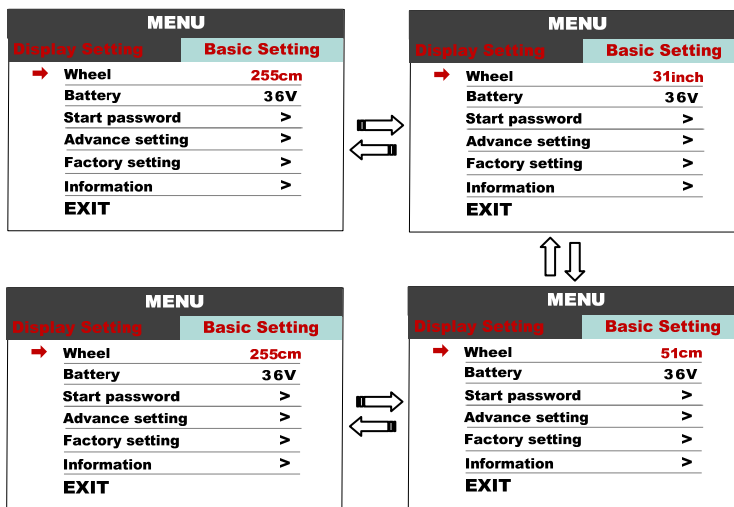 MENU
Display Setting Basic Setting
Wheel 255cm
Battery 36V
Start password >
Advance setting >
Factory setting >
Information >
EXIT
MENU
Display Setting Basic Setting
Wheel 31inch
Battery 36V
Start password >
Advance setting >
Factory setting >
Information >
EXIT
MENU
Display Setting Basic Setting
Wheel 255cm
Battery 36V
Start password >
Advance setting >
Factory setting >
Information >
EXIT
MENU
Display Setting Basic Setting
Wheel 51cm
Battery 36V
Start password >
Advance setting >
Factory setting >
Information >
EXIT